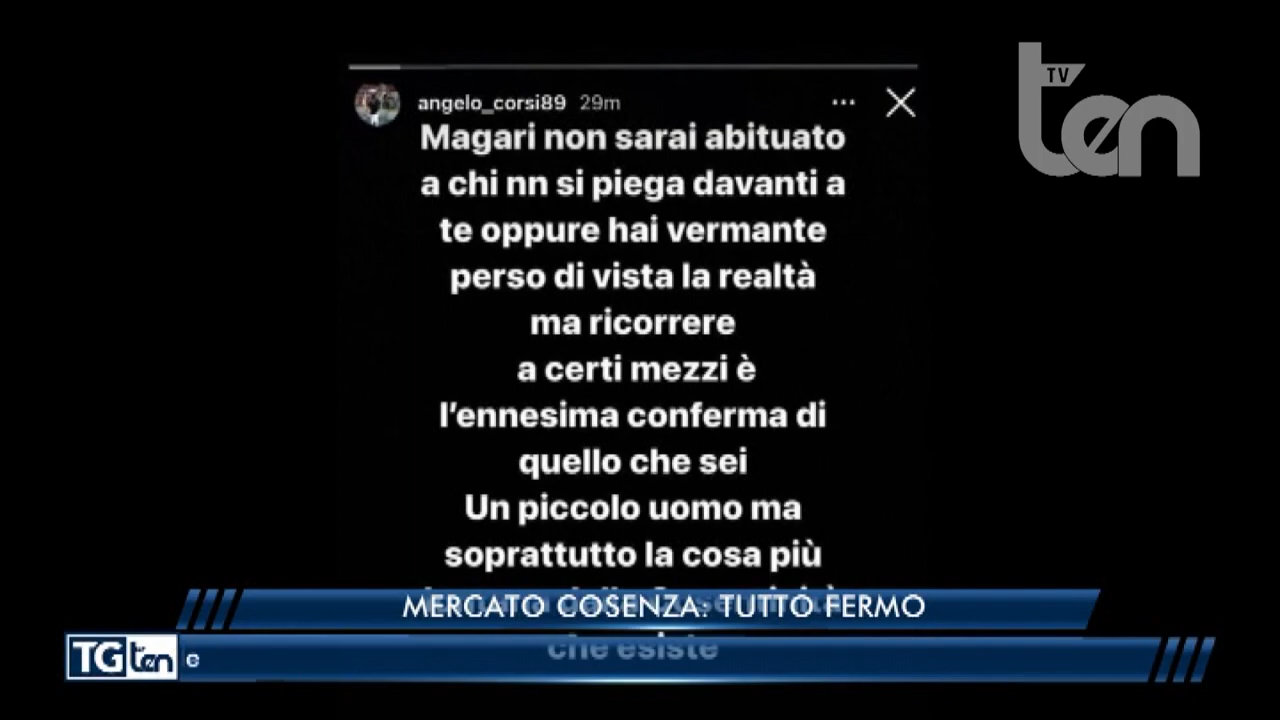 TV
ten
angelo_corsi89 29m
Magari non sarai abituato
a chi nn si piega davanti a
te oppure hai vermante
perso di vista la realtà
ma ricorrere
a certi mezzi è
l'ennesima conferma di
quello che sei
Un piccolo uomo ma
soprattutto la cosa più
MERCATO COSENZA: TUTTO FERMO
che esiste
TG ten e